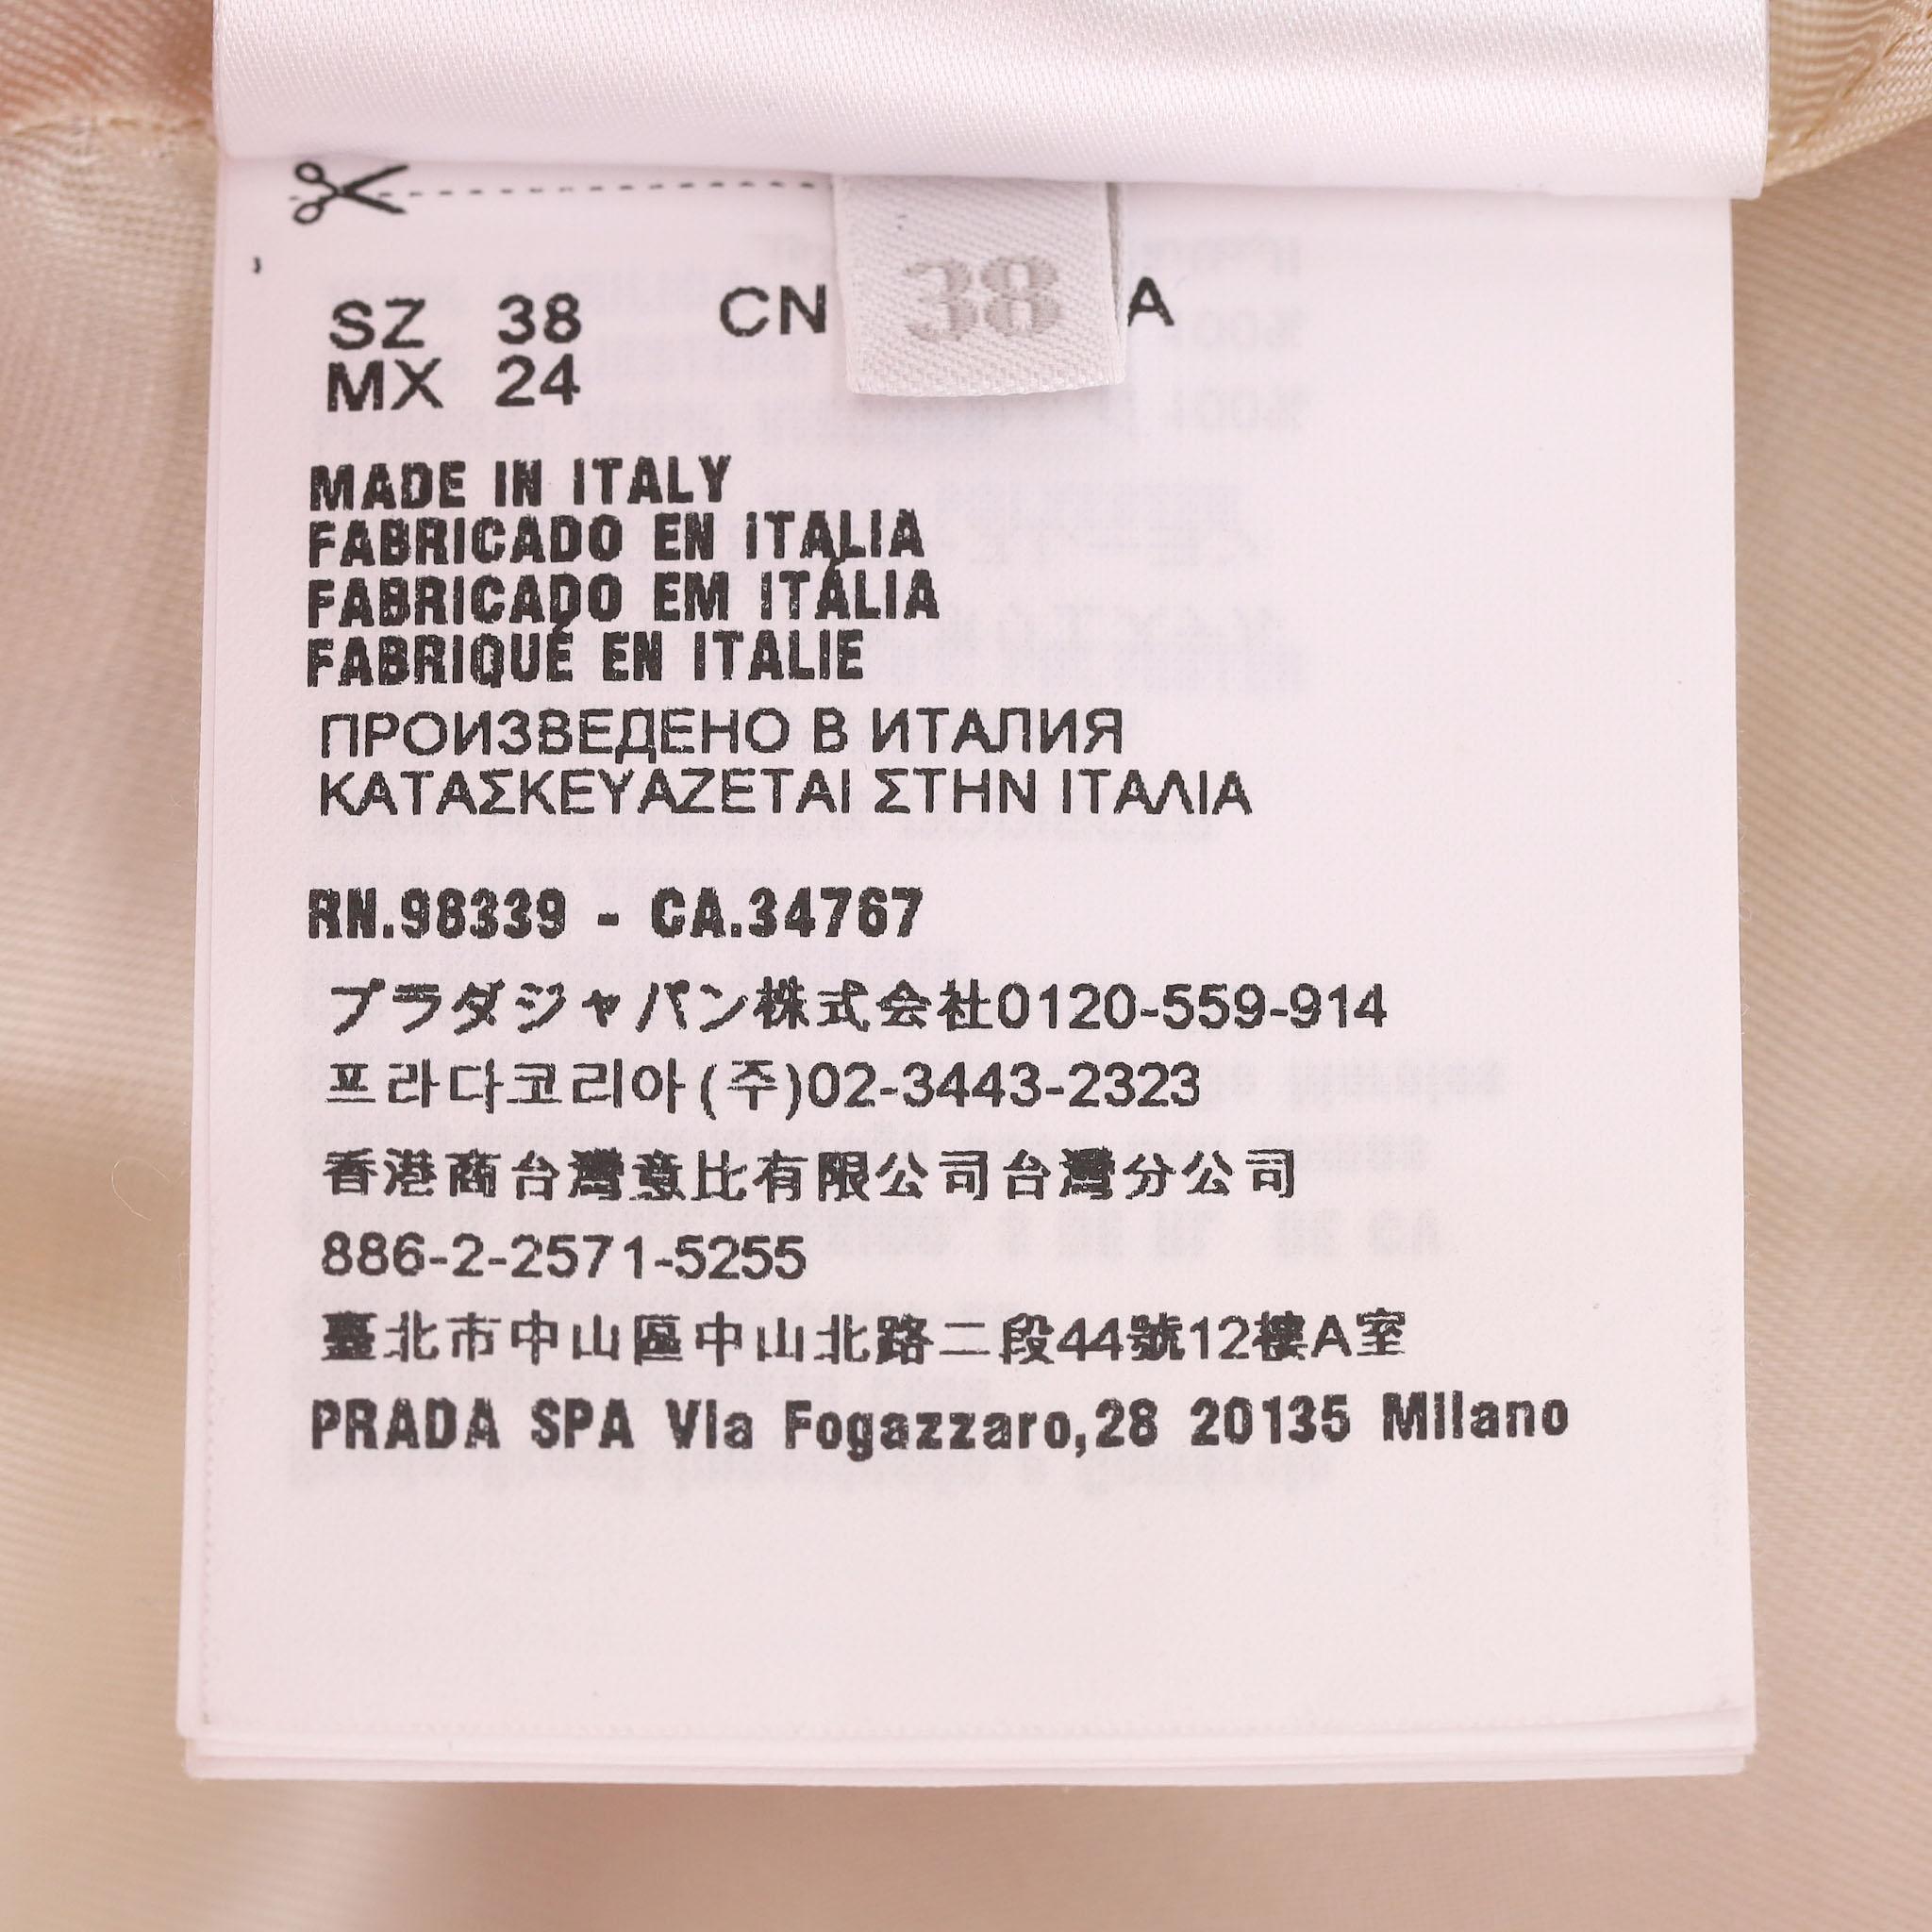 SZ 38 CN A
38
MX 24
MADE IN ITALY
FABRICADO EN ITALIA
FABRICADO EM ITÁLIA
FABRIQUÉ EN ITALIE
ПРОИЗВЕДЕНО В ИТАЛИЯ
ΚΑΤΑΣΚΕΥΑΖΕΤΑΙ ΣΤΗΝ ΙΤΑΛΙΑ
RN.98339 - CA.34767
プラダジャパン株式会社0120-559-914
프라다코리아(주)02-3443-2323
香港商台灣意比有限公司台灣分公司
886-2-2571-5255
臺北市中山區中山北路二段44號12樓A室
PRADA SPA Via Fogazzaro,28 20135 Milano